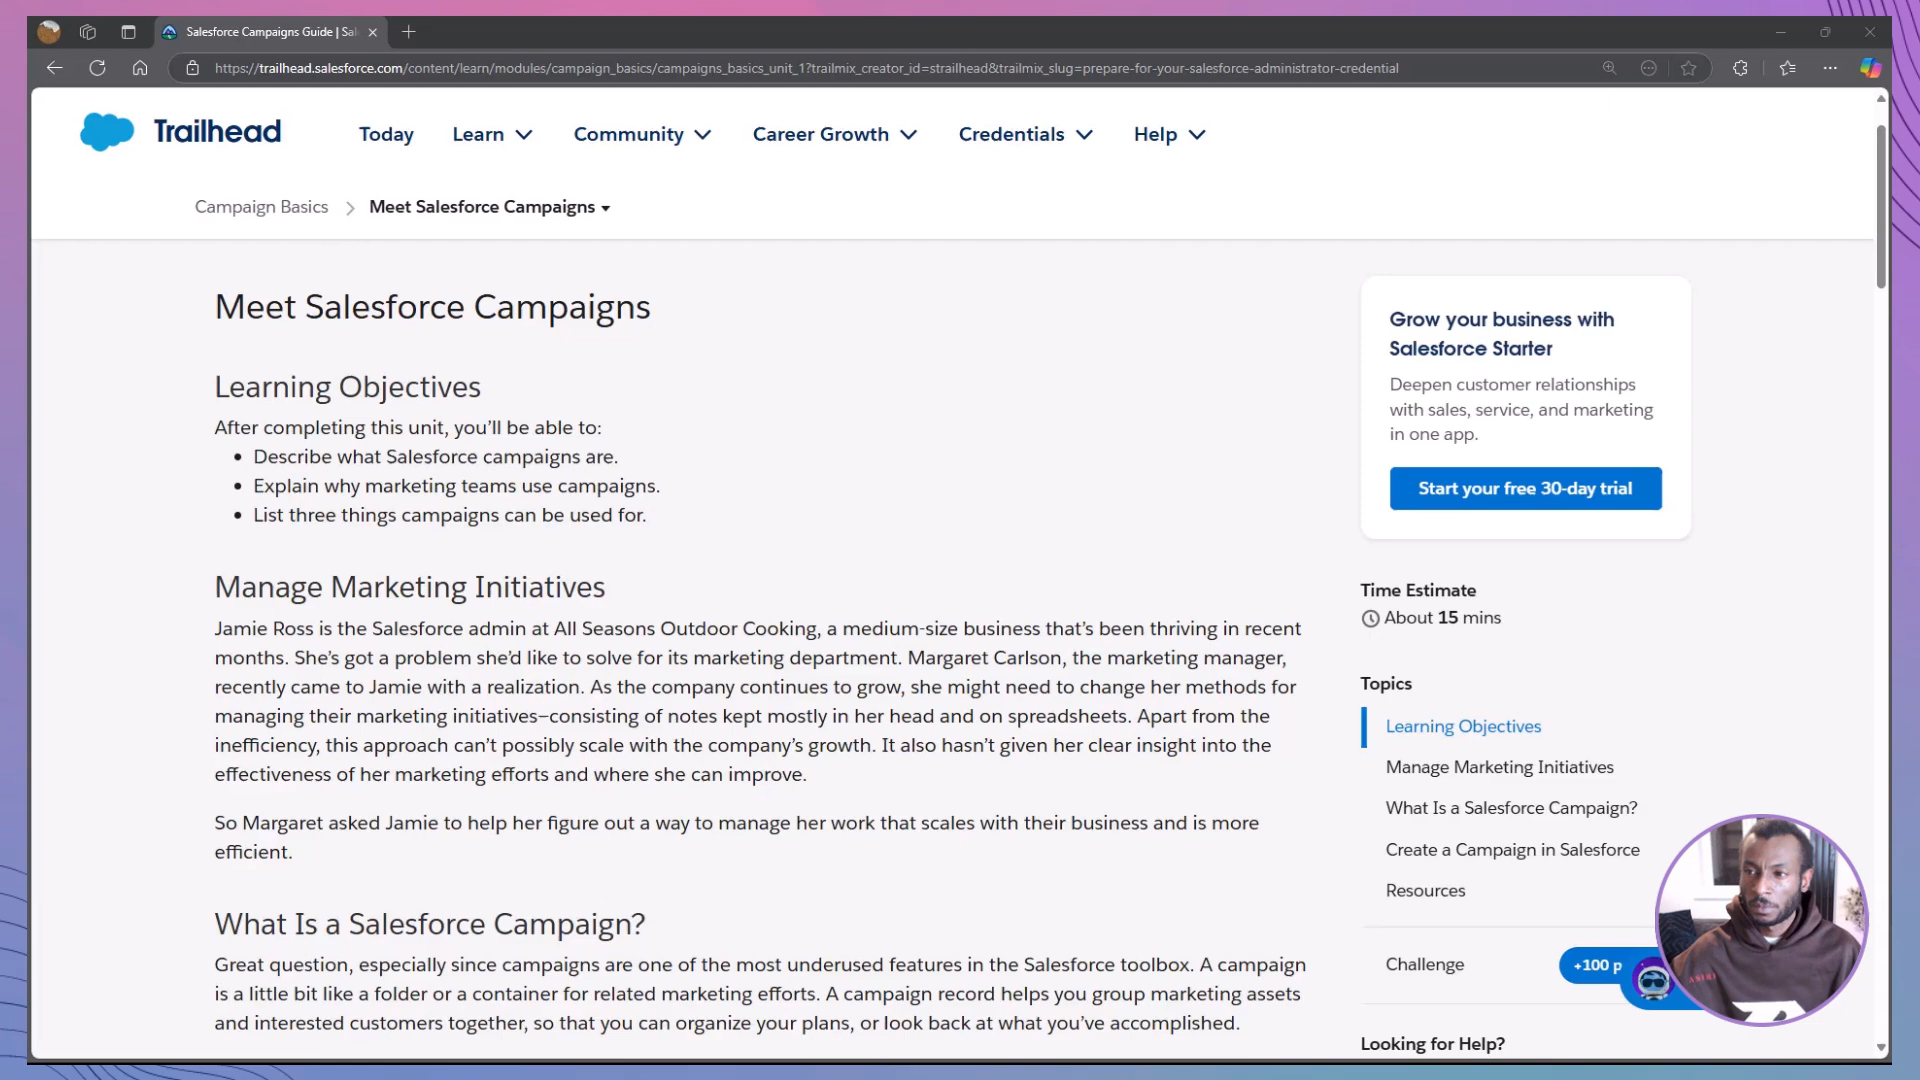 Salesforce Campaigns Guide | Sal
https://trailhead.salesforce.com/content/learn/modules/campaign_basics/campaigns_basics_unit_1?trailmix_creator_id=strailhead&trailmix_slug=prepare-for-your-salesforce-administrator-credential
Trailhead
Today
Learn
Community
Career Growth
Credentials
Help
Campaign Basics
Meet Salesforce Campaigns
Meet Salesforce Campaigns
Learning Objectives
After completing this unit, you’ll be able to:
• Describe what Salesforce campaigns are.
• Explain why marketing teams use campaigns.
• List three things campaigns can be used for.
Manage Marketing Initiatives
Jamie Ross is the Salesforce admin at All Seasons Outdoor Cooking, a medium-size business that’s been thriving in recent
months. She’s got a problem she’d like to solve for its marketing department. Margaret Carlson, the marketing manager,
recently came to Jamie with a realization. As the company continues to grow, she might need to change her methods for
managing their marketing initiatives—consisting of notes kept mostly in her head and on spreadsheets. Apart from the
inefficiency, this approach can’t possibly scale with the company’s growth. It also hasn’t given her clear insight into the
effectiveness of her marketing efforts and where she can improve.
So Margaret asked Jamie to help her figure out a way to manage her work that scales with their business and is more
efficient.
What Is a Salesforce Campaign?
Great question, especially since campaigns are one of the most underused features in the Salesforce toolbox. A campaign
is a little bit like a folder or a container for related marketing efforts. A campaign record helps you group marketing assets
and interested customers together, so that you can organize your plans, or look back at what you’ve accomplished.
Grow your business with
Salesforce Starter
Deepen customer relationships
with sales, service, and marketing
in one app.
Start your free 30-day trial
Time Estimate
About 15 mins
Topics
Learning Objectives
Manage Marketing Initiatives
What Is a Salesforce Campaign?
Create a Campaign in Salesforce
Resources
Challenge
+100 p
Looking for Help?